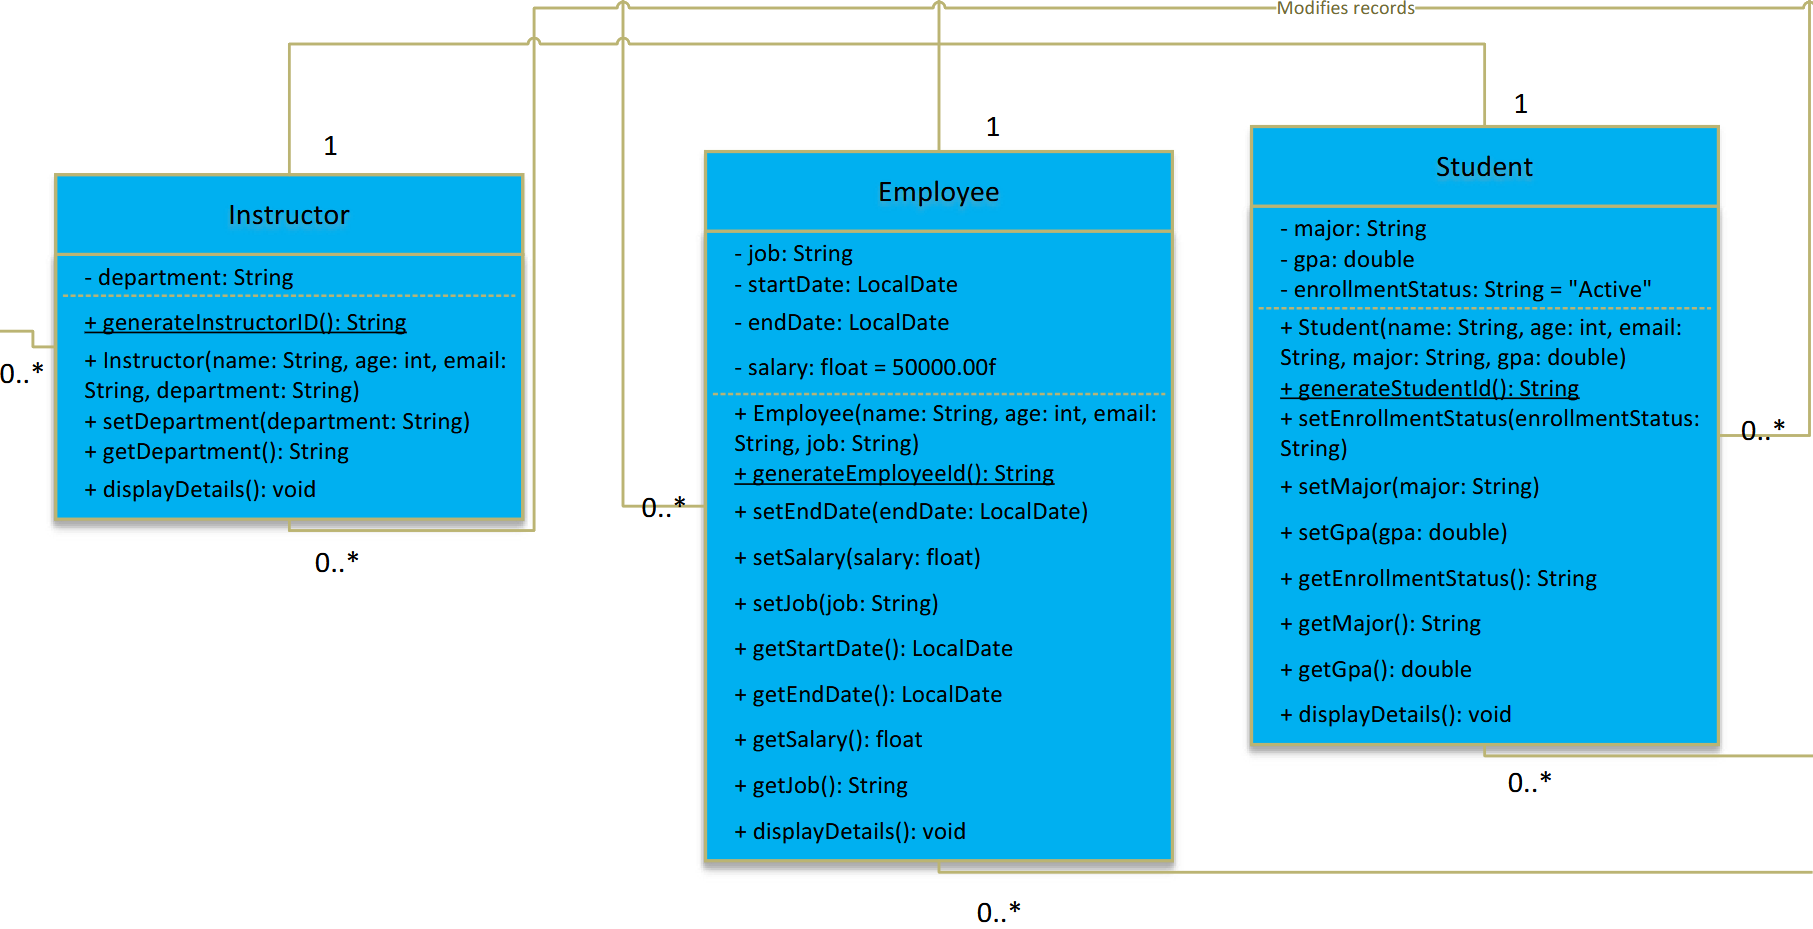 Modifies records
1
Instructor
- department: String
+ generateInstructorID(): String
+ Instructor(name: String, age: int, email:
String, department: String)
+ setDepartment(department: String)
+ getDepartment(): String
+ displayDetails(): void
0..*
0..*
1
Employee
- job: String
- startDate: LocalDate
- endDate: LocalDate
- salary: float = 50000.00f
+ Employee(name: String, age: int, email:
String, job: String)
+ generateEmployeeId(): String
+ setEndDate(endDate: LocalDate)
+ setSalary(salary: float)
+ setJob(job: String)
+ getStartDate(): LocalDate
+ getEndDate(): LocalDate
+ getSalary(): float
+ getJob(): String
+ displayDetails(): void
0..*
0..*
1
Student
- major: String
- gpa: double
- enrollmentStatus: String = "Active"
+ Student(name: String, age: int, email:
String, major: String, gpa: double)
+ generateStudentId(): String
+ setEnrollmentStatus(enrollmentStatus:
String)
+ setMajor(major: String)
+ setGpa(gpa: double)
+ getEnrollmentStatus(): String
+ getMajor(): String
+ getGpa(): double
+ displayDetails(): void
0..*
0..*